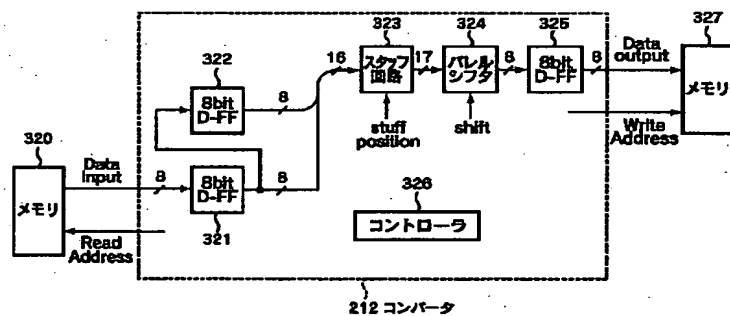 320
メモリ
Data
Input
Read
Address
8
322
8bit
D-FF
8
8bit
D-FF
321
8
16
323
スタッフ
回路
stuff
position
17
324
バレル
シフタ
shift
8
325
8bit
D-FF
8
326
コントローラ
Data
output
Write
Address
327
メモリ
212 コンバータ